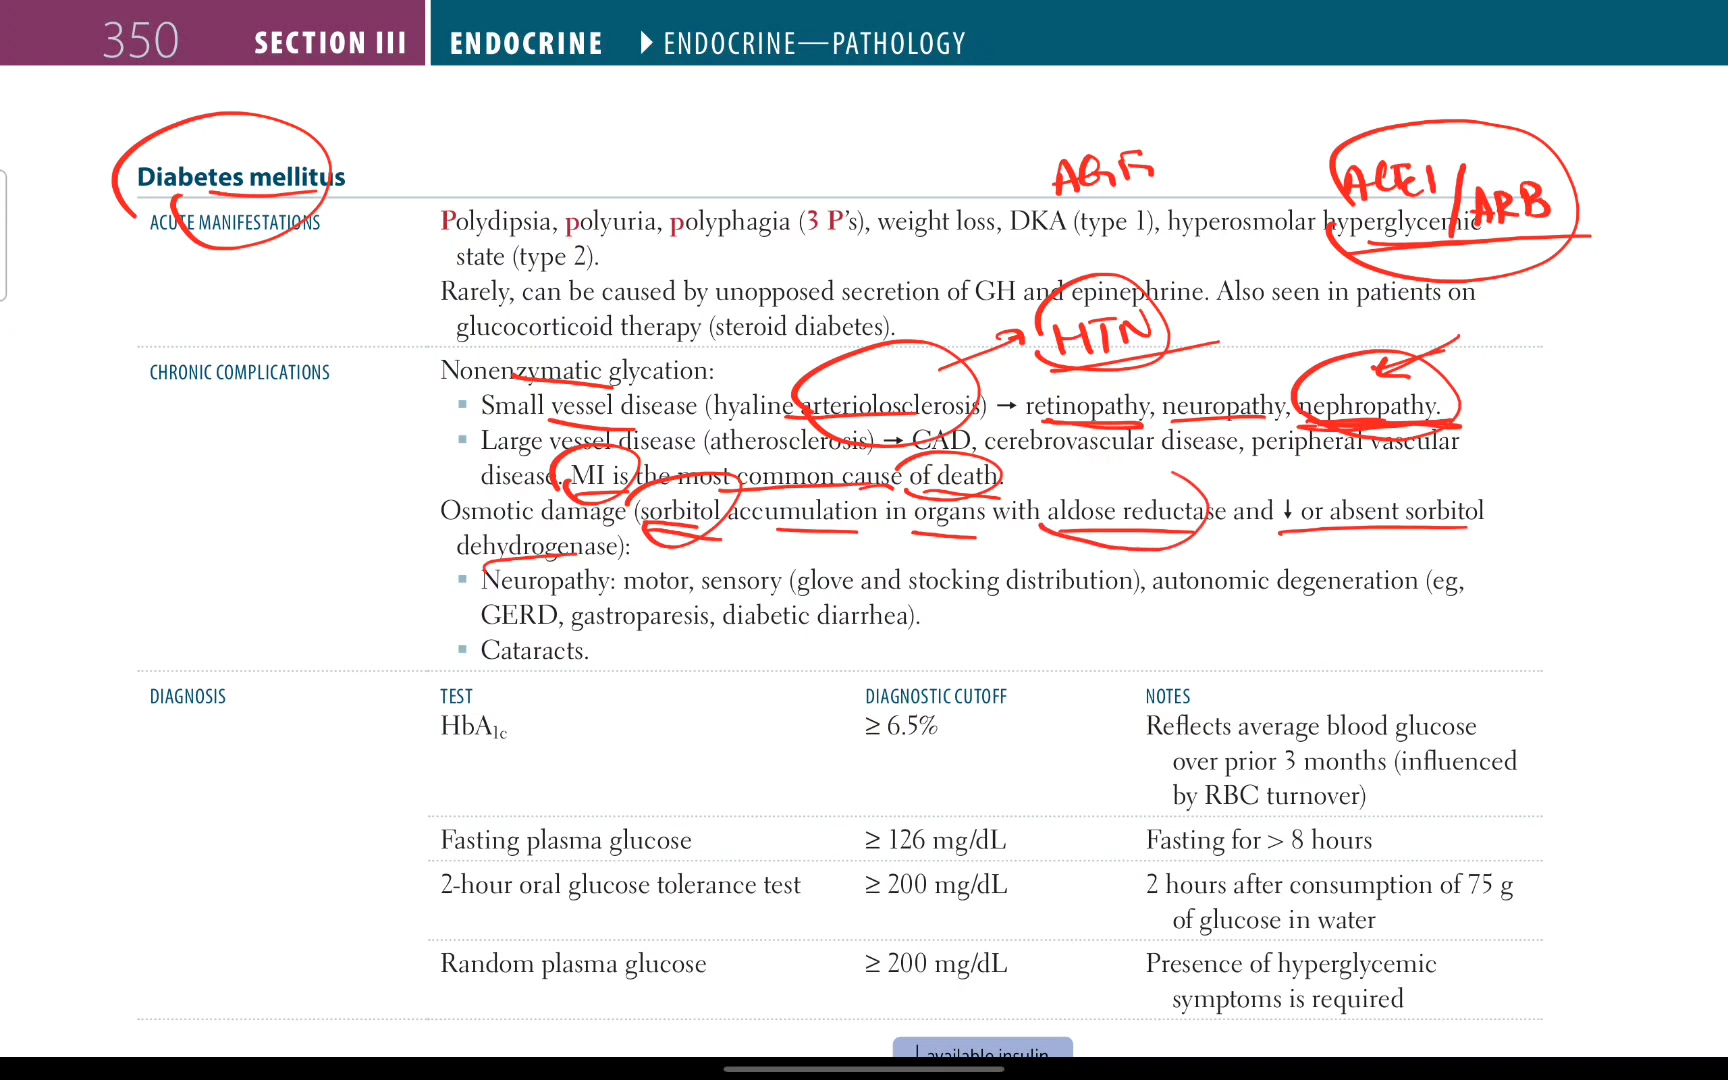 350 SECTION III ENDOCRINE ▶ ENDOCRINE—PATHOLOGY
ACEI/ARB
Diabetes mellitus
ACUTE MANIFESTATIONS
Polydipsia, polyuria, polyphagia (3 P's), weight loss, DKA (type 1), hyperosmolar hyperglycemic
state (type 2).
Rarely, can be caused by unopposed secretion of GH and epinephrine. Also seen in patients on
glucocorticoid therapy (steroid diabetes).
HTN
CHRONIC COMPLICATIONS
Nonenzymatic glycation:
▪ Small vessel disease (hyaline arteriolosclerosis) → retinopathy, neuropathy, nephropathy.
▪ Large vessel disease (atherosclerosis) → CAD, cerebrovascular disease, peripheral vascular
disease. MI is the most common cause of death.
Osmotic damage (sorbitol accumulation in organs with aldose reductase and ↓ or absent sorbitol
dehydrogenase):
▪ Neuropathy: motor, sensory (glove and stocking distribution), autonomic degeneration (eg,
GERD, gastroparesis, diabetic diarrhea).
▪ Cataracts.
DIAGNOSIS TEST DIAGNOSTIC CUTOFF NOTES
HbA1c ≥ 6.5% Reflects average blood glucose
over prior 3 months (influenced
by RBC turnover)
Fasting plasma glucose ≥ 126 mg/dL Fasting for > 8 hours
2-hour oral glucose tolerance test ≥ 200 mg/dL 2 hours after consumption of 75 g
of glucose in water
Random plasma glucose ≥ 200 mg/dL Presence of hyperglycemic
symptoms is required
↓ available insulin